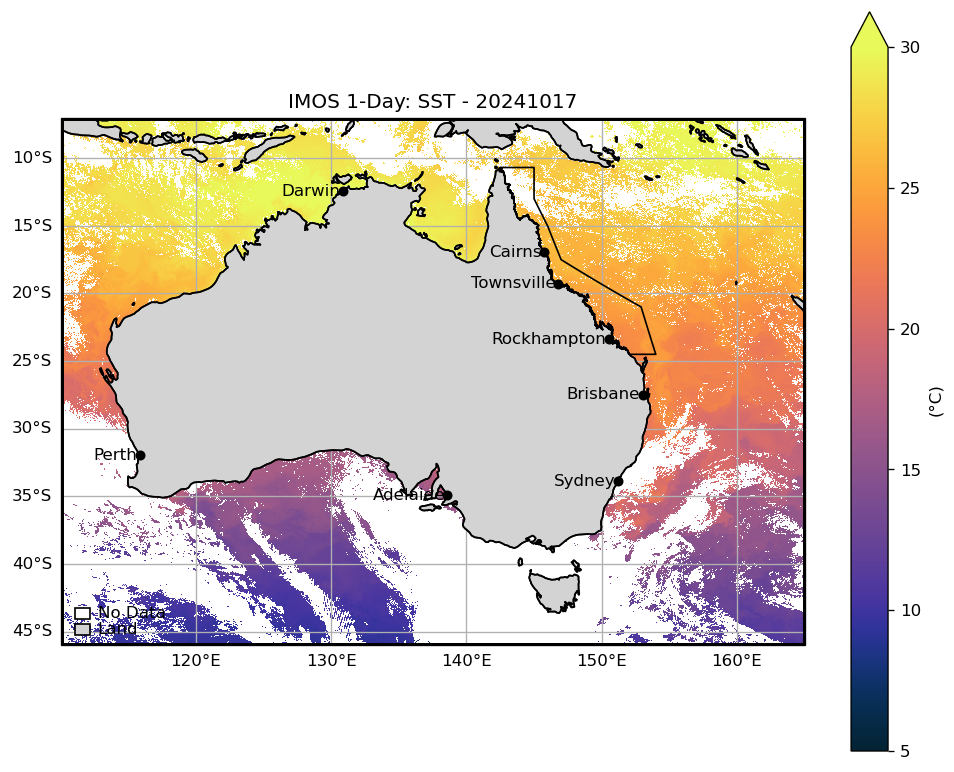 IMOS 1-Day: SST - 20241017
30
10°S
Darwin
25
15°S
Cairns
Townsville
20°S
20
Rockhampton
25°S
Brisbane
(°C)
30°S
Perth
15
Sydney
35°S
Adelaide
40°S
10
No Data
Land
45°S
120°E 130°E 140°E 150°E 160°E
5